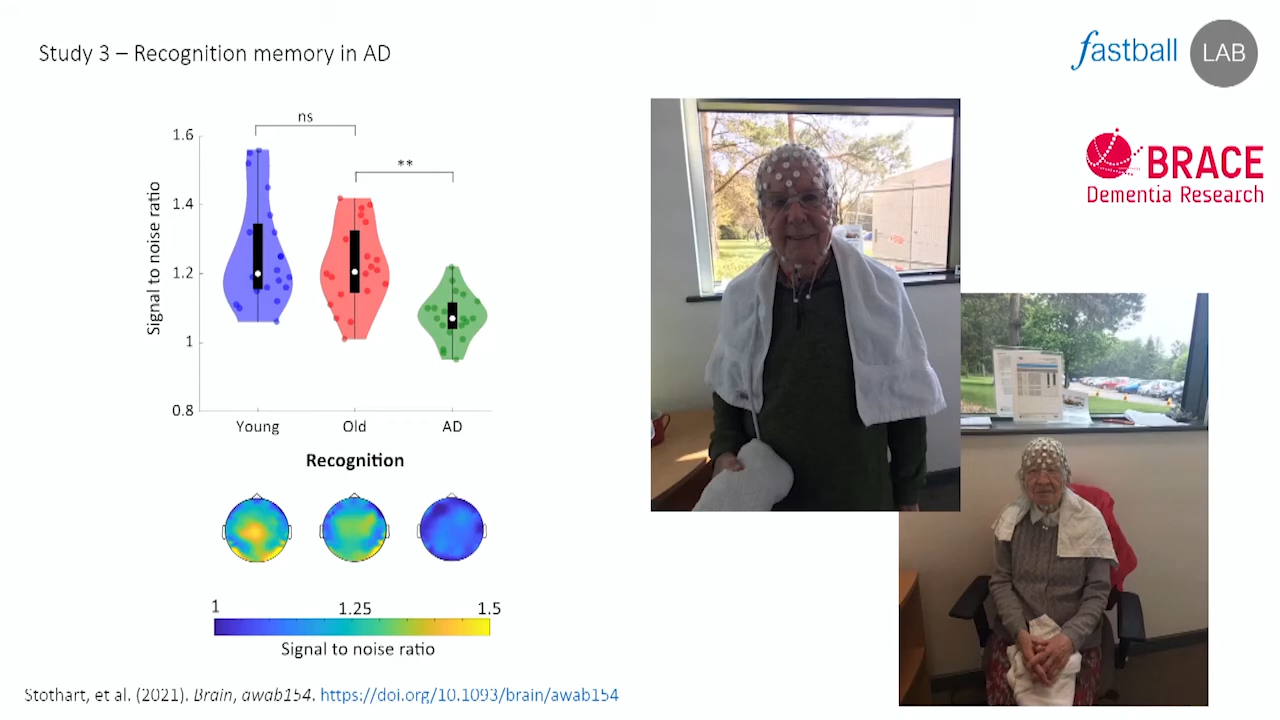 Study 3 – Recognition memory in AD
fastball LAB
BRACE
Dementia Research
ns
**
1.6
1.4
1.2
1
0.8
Signal to noise ratio
Young Old AD
Recognition
1 1.25 1.5
Signal to noise ratio
Stothart, et al. (2021). Brain, awab154. https://doi.org/10.1093/brain/awab154